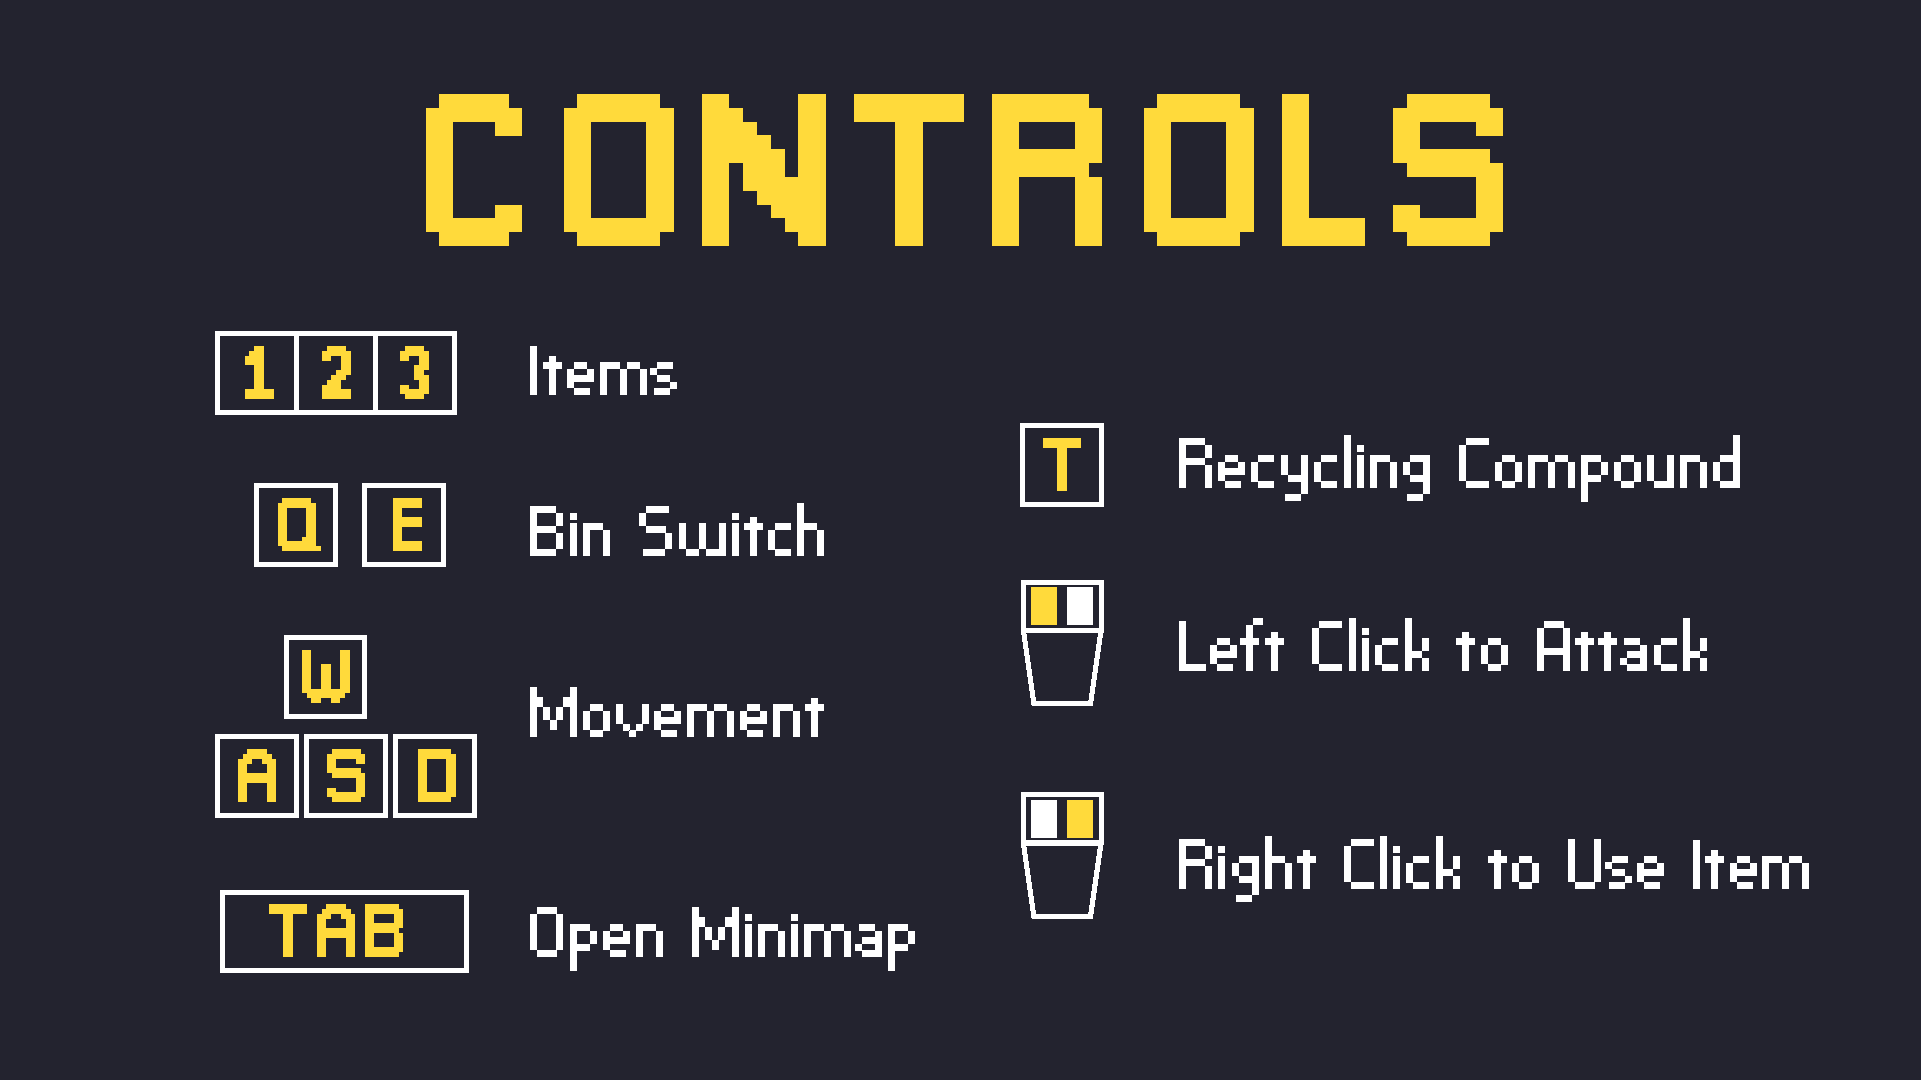 CONTROLS
1 2 3 Items
Q E Bin Switch
W
A S D Movement
TAB Open Minimap
T Recycling Compound
Left Click to Attack
Right Click to Use Item